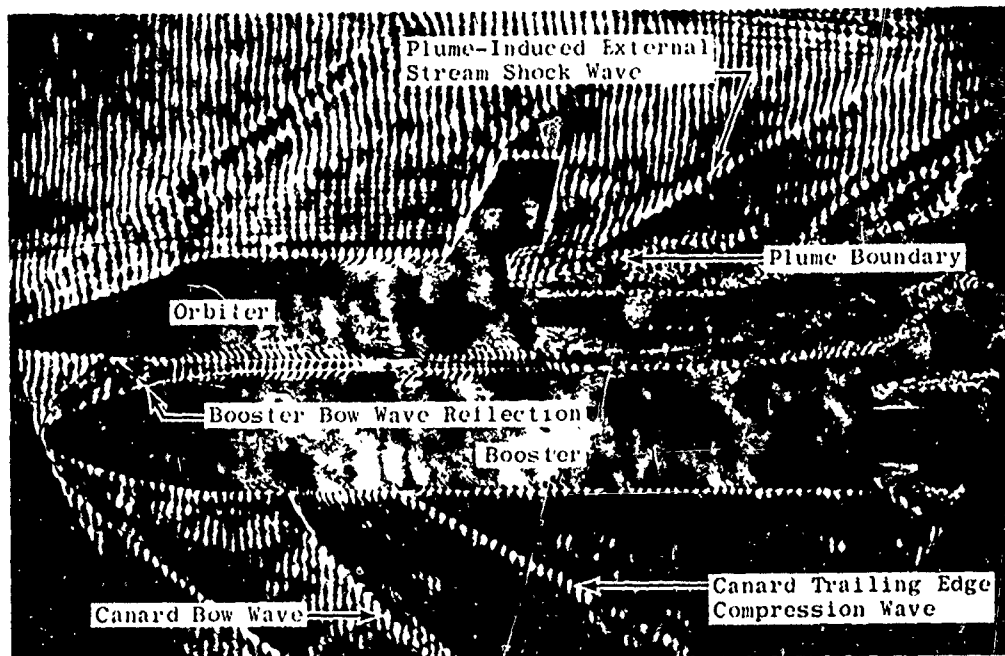 Plume-Induced External
Stream Shock Wave
Plume Boundary
Orbiter
Booster Bow Wave Reflection
Booster
Canard Trailing Edge
Compression Wave
Canard Bow Wave